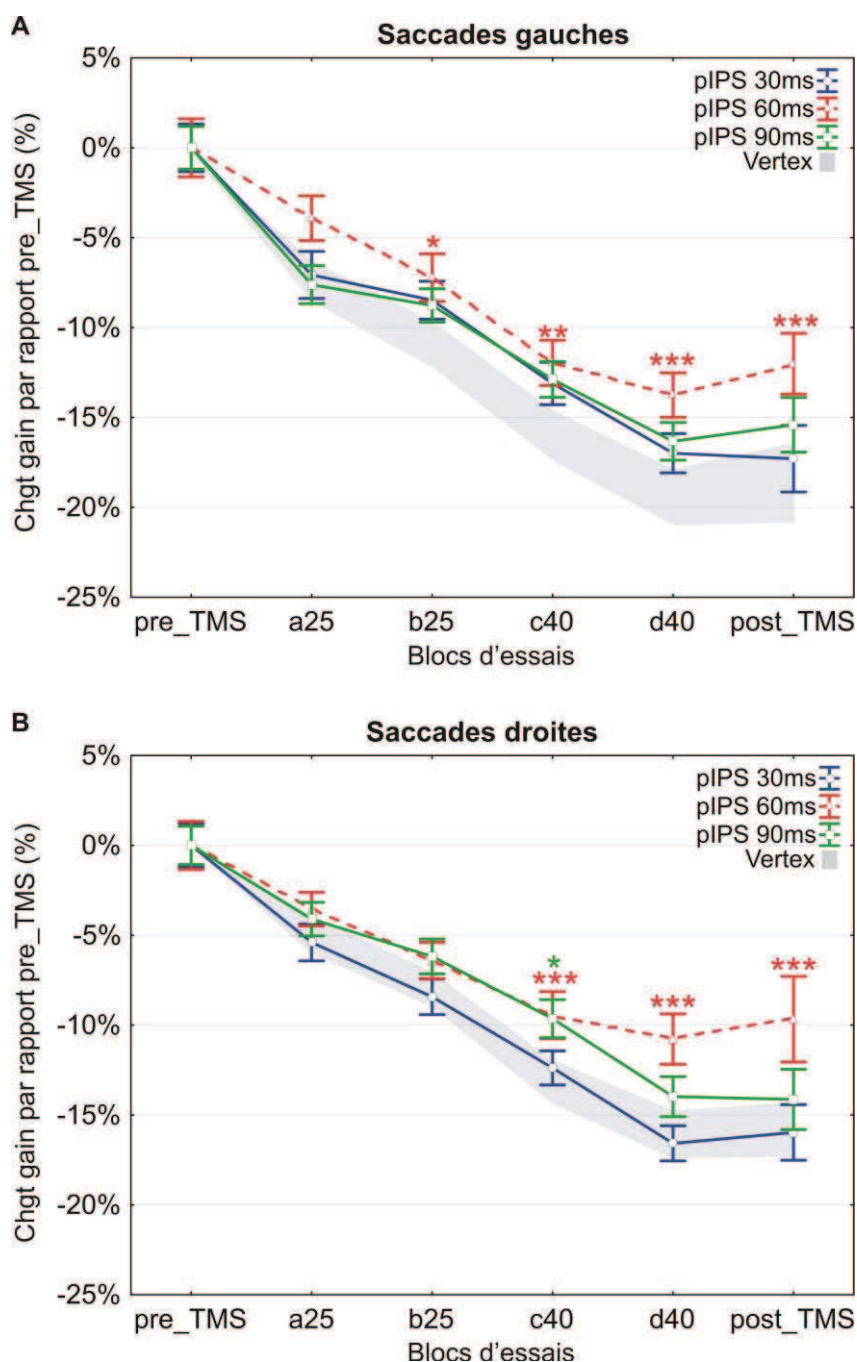 A
Saccades gauches
5%
0%
-5%
-10%
-15%
-20%
-25%
Chgt gain par rapport pre_TMS (%)
pIPS 30ms
pIPS 60ms
pIPS 90ms
Vertex
*
**
***
***
pre_TMS a25 b25 c40 d40 post_TMS
Blocs d'essais
B
Saccades droites
5%
0%
-5%
-10%
-15%
-20%
-25%
Chgt gain par rapport pre_TMS (%)
pIPS 30ms
pIPS 60ms
pIPS 90ms
Vertex
*
***
***
***
pre_TMS a25 b25 c40 d40 post_TMS
Blocs d'essais